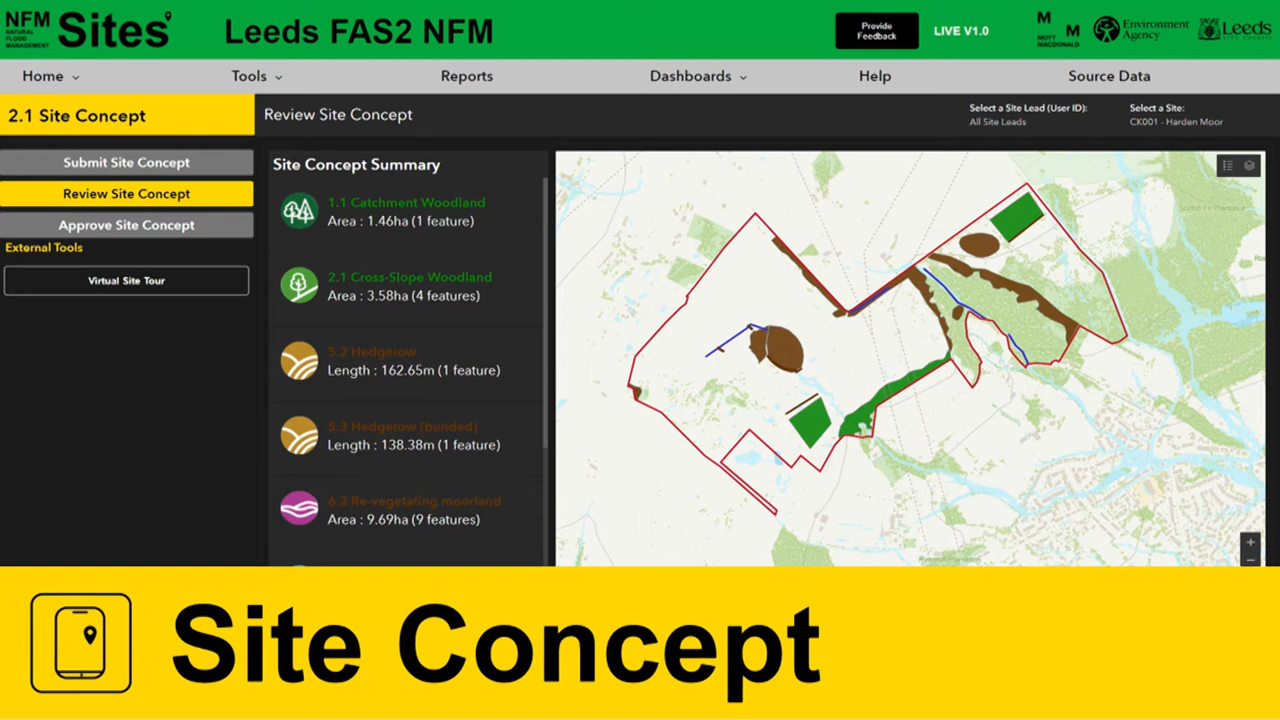 NFM
NATURAL
FLOOD
MANAGEMENT
Sites
Leeds FAS2 NFM
Provide
Feedback
LIVE V1.0
M
M
MOTT
MACDONALD
Environment
Agency
Leeds
CITY COUNCIL
Home
Tools
Reports
Dashboards
Help
Source Data
2.1 Site Concept
Review Site Concept
Select a Site Lead (User ID):
All Site Leads
Select a Site:
CK001 - Harden Moor
Submit Site Concept
Review Site Concept
Approve Site Concept
External Tools
Virtual Site Tour
Site Concept Summary
1.1 Catchment Woodland
Area : 1.46ha (1 feature)
2.1 Cross-Slope Woodland
Area : 3.58ha (4 features)
5.2 Hedgerow
Length : 162.65m (1 feature)
5.3 Hedgerow (bunded)
Length : 138.38m (1 feature)
6.2 Re-vegetating moorland
Area : 9.69ha (9 features)
+
−
Site Concept